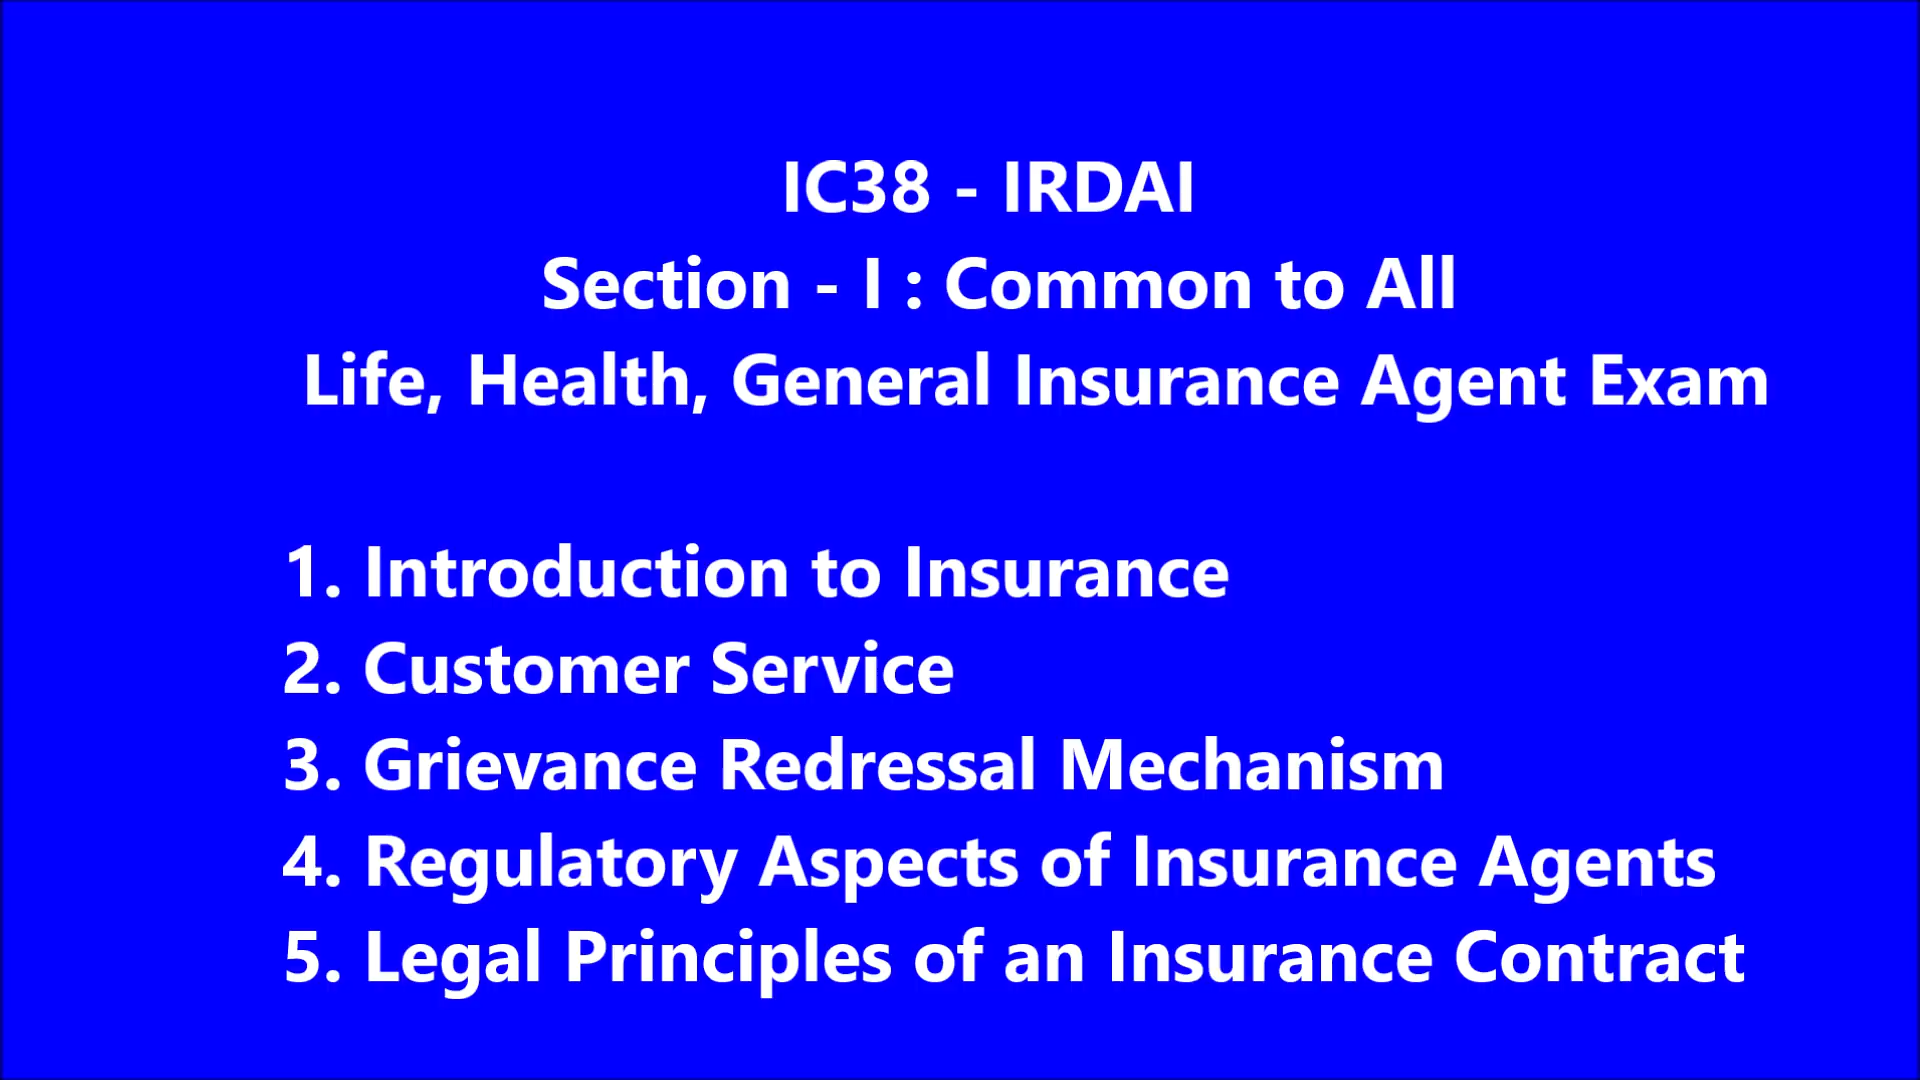 IC38 - IRDAI
Section - I : Common to All
Life, Health, General Insurance Agent Exam
1. Introduction to Insurance
2. Customer Service
3. Grievance Redressal Mechanism
4. Regulatory Aspects of Insurance Agents
5. Legal Principles of an Insurance Contract